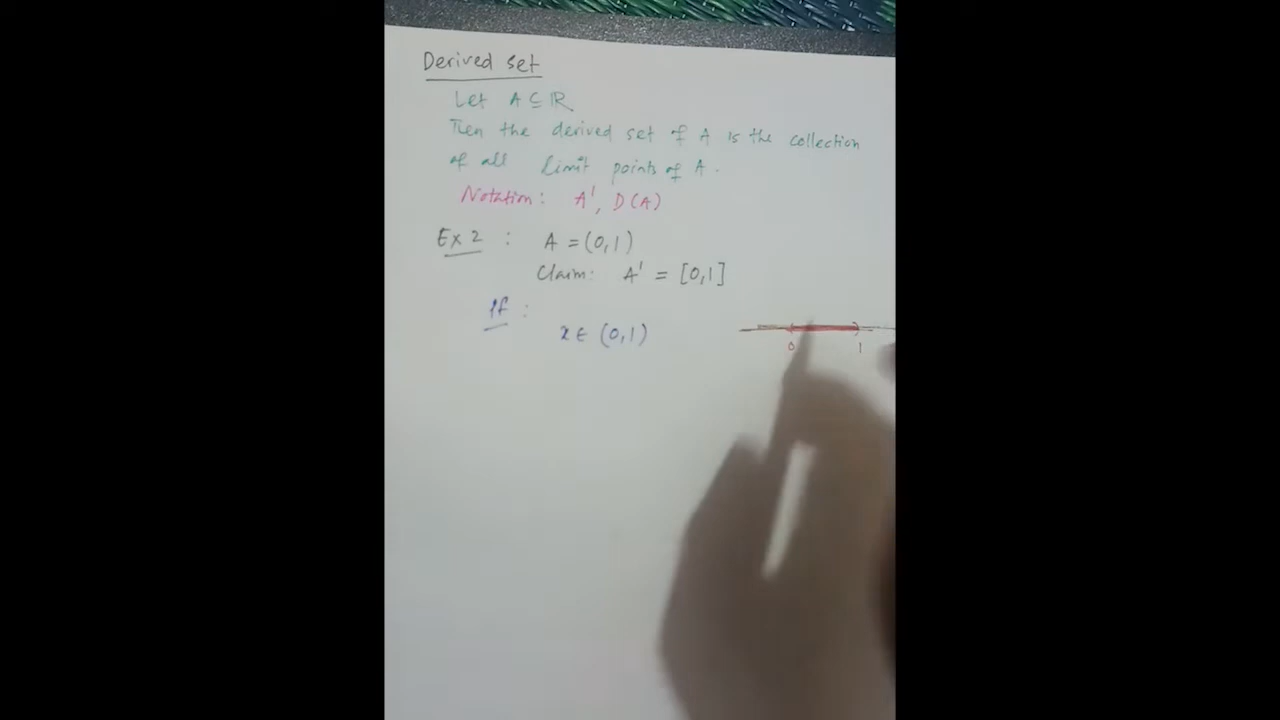 Derived set
Let A ⊆ ℝ
Then the derived set of A is the collection
of all limit points of A.
Notation: A', D(A)
Ex 2 : A = (0,1)
Claim: A' = [0,1]
If :
x ∈ (0,1)
0 1